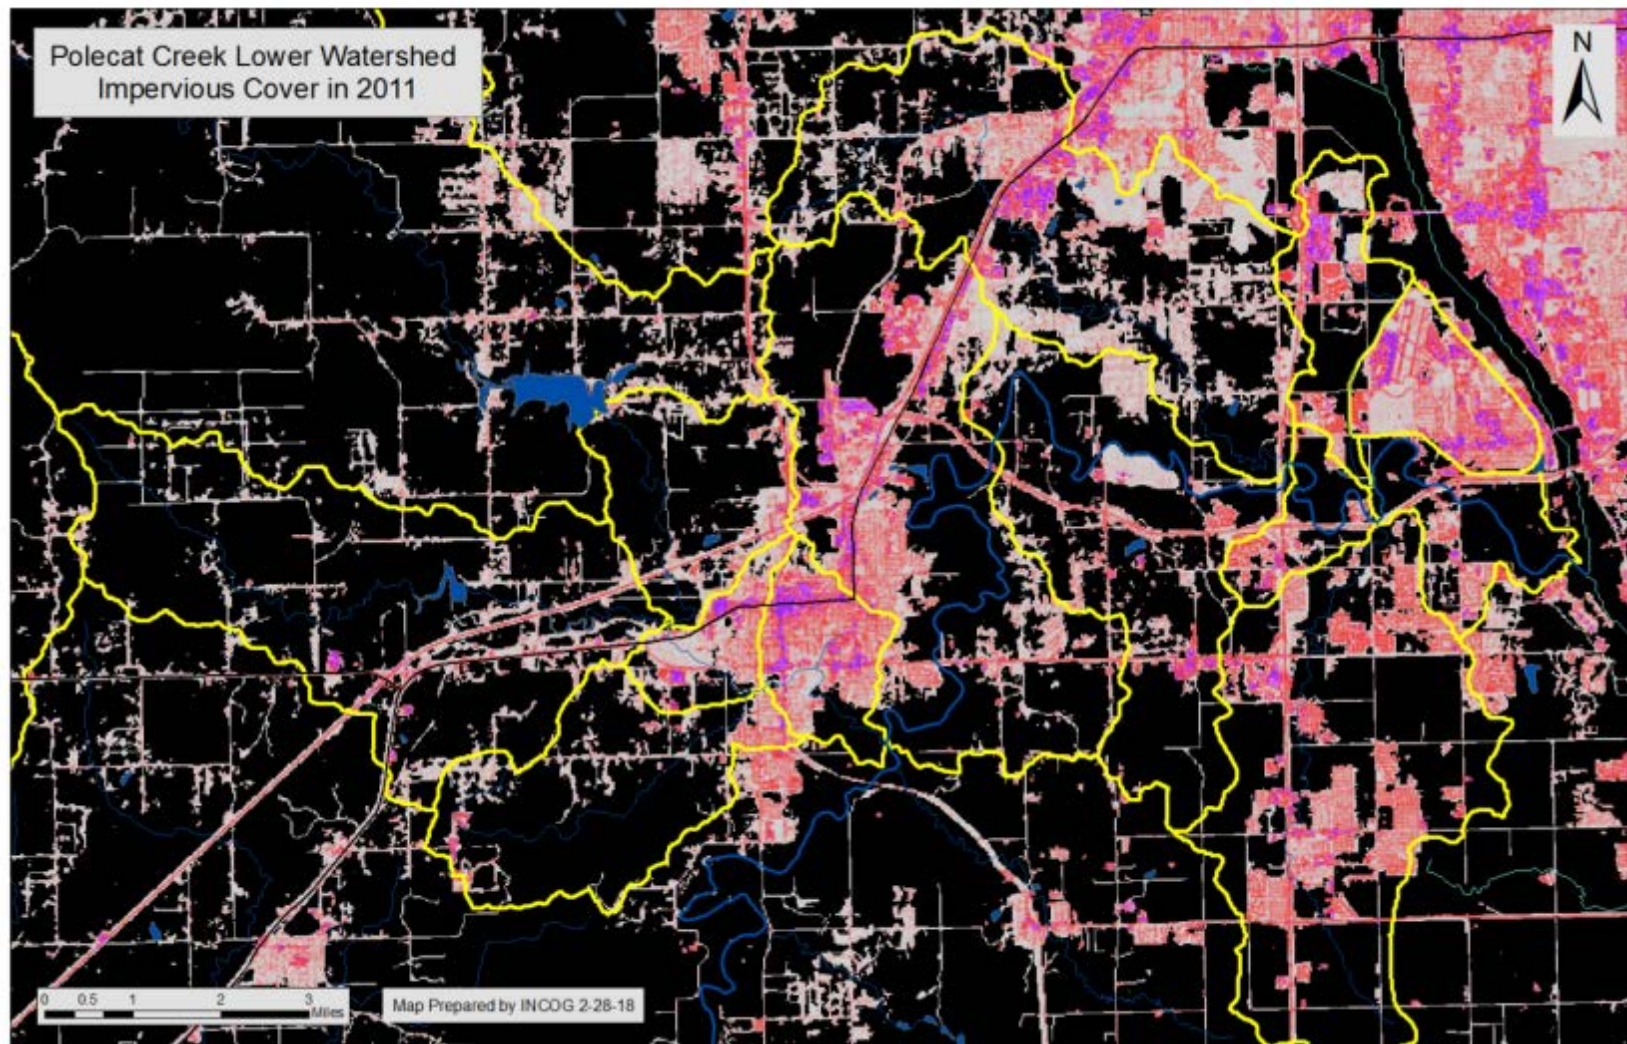 Polecat Creek Lower Watershed
Impervious Cover in 2011
N
0 0.5 1 2 3
Miles
Map Prepared by INCOG 2-28-18